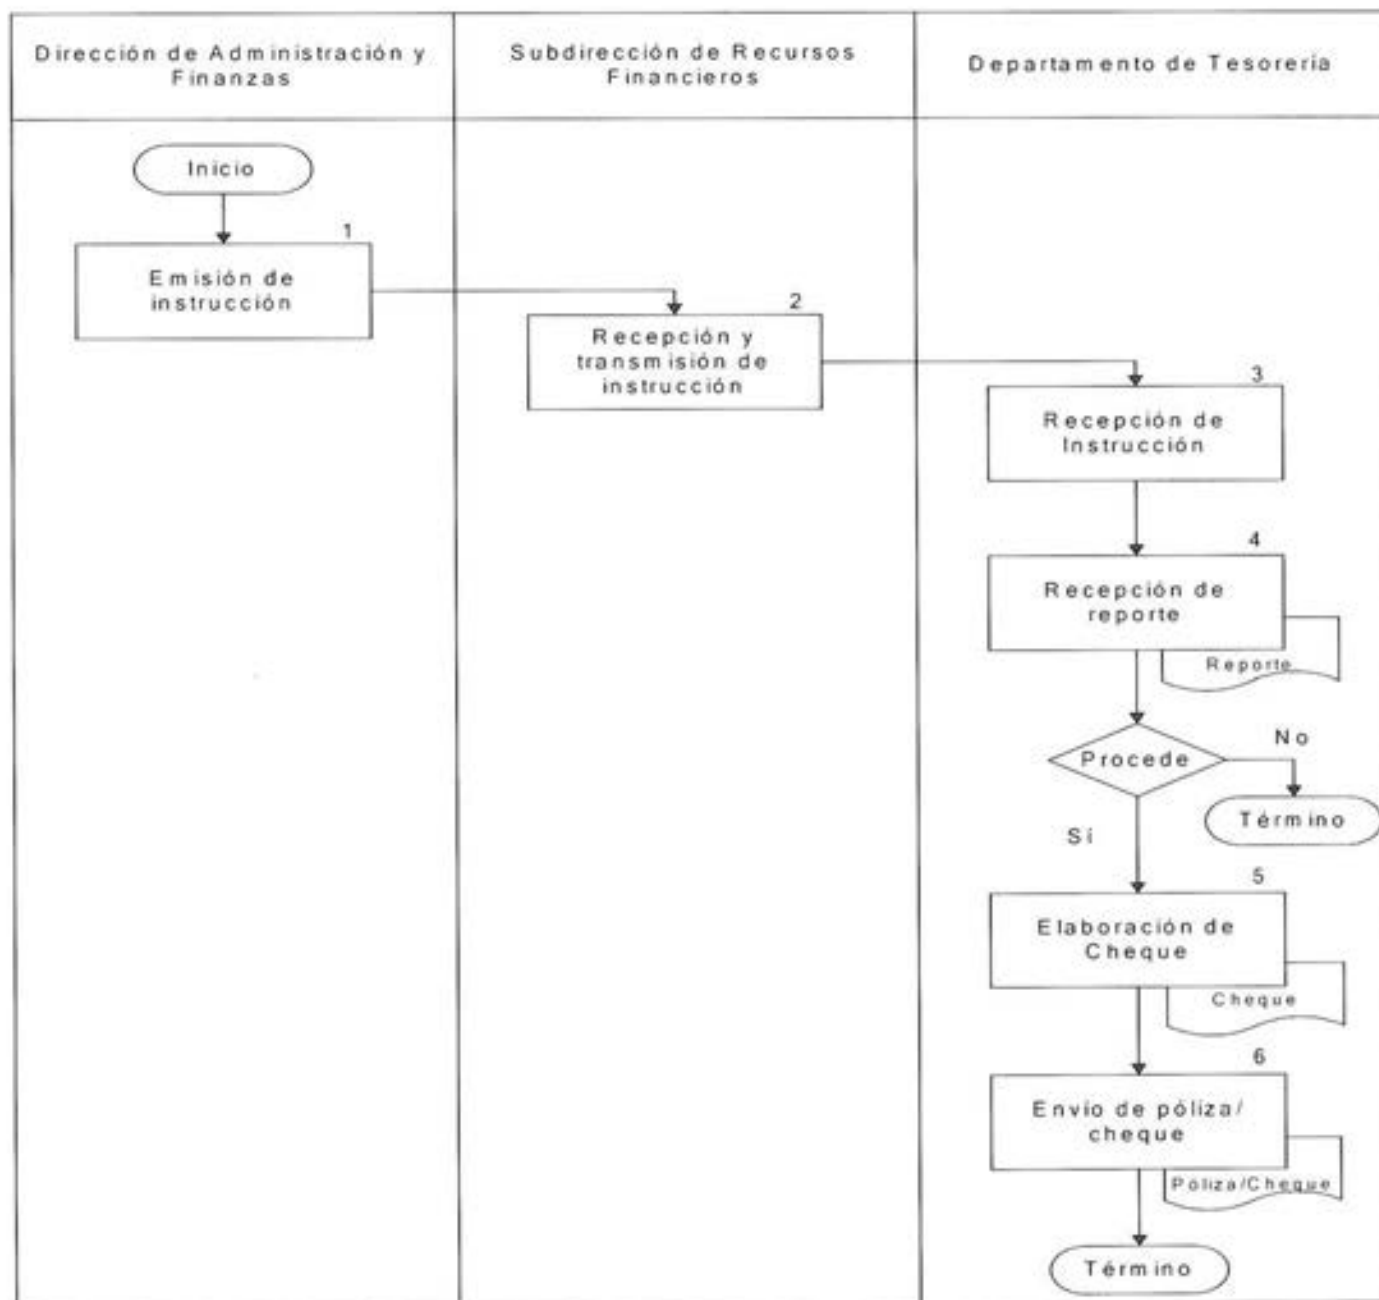 Dirección de Administración y
Finanzas
Subdirección de Recursos
Financieros
Departamento de Tesorería
Inicio
1
Emisión de
instrucción
2
Recepción y
transmisión de
instrucción
3
Recepción de
Instrucción
4
Recepción de
reporte
Reporte
Procede
No
Término
Sí
5
Elaboración de
Cheque
Cheque
6
Envío de póliza/
cheque
Póliza/Cheque
Término